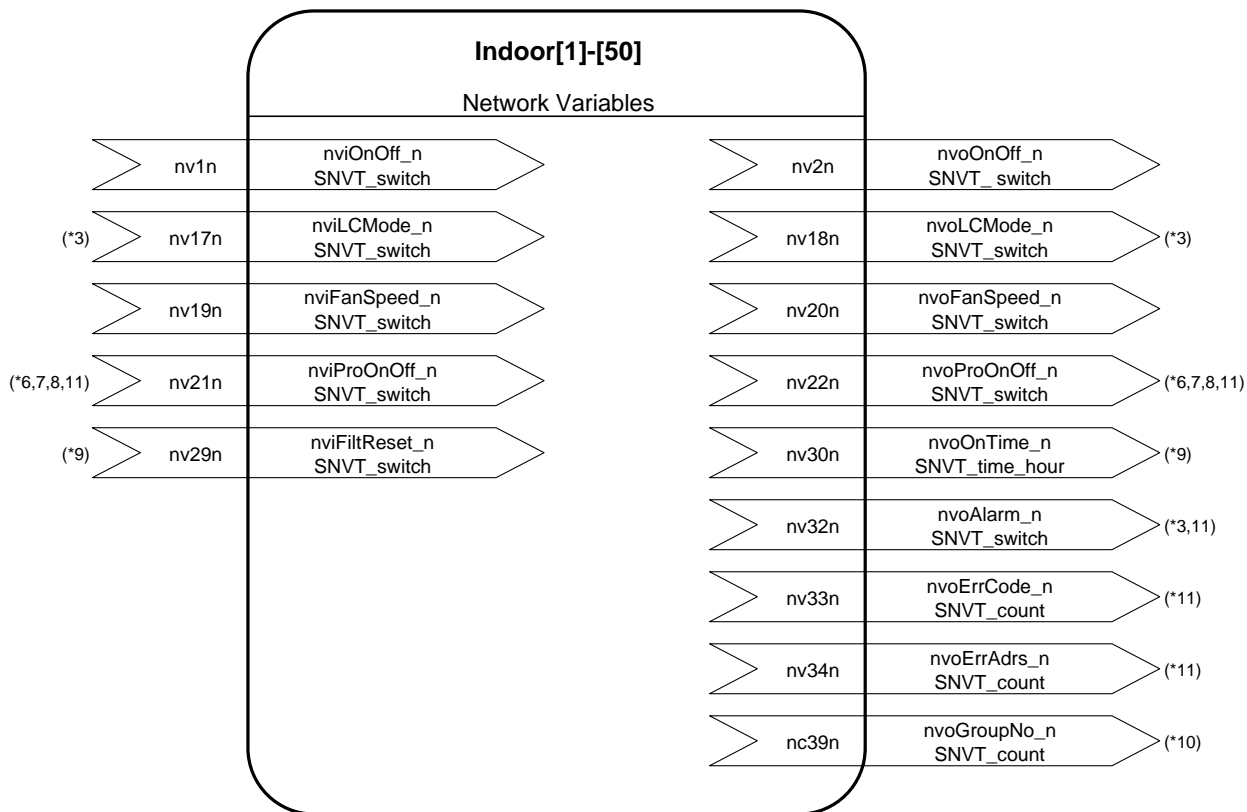 Indoor[1]-[50]
Network Variables
nv1n
nviOnOff_n
SNVT_switch
nv2n
nvoOnOff_n
SNVT_ switch
(*3)
nv17n
nviLCMode_n
SNVT_switch
nv18n
nvoLCMode_n
SNVT_switch
(*3)
nv19n
nviFanSpeed_n
SNVT_switch
nv20n
nvoFanSpeed_n
SNVT_switch
(*6,7,8,11)
nv21n
nviProOnOff_n
SNVT_switch
nv22n
nvoProOnOff_n
SNVT_switch
(*6,7,8,11)
(*9)
nv29n
nviFiltReset_n
SNVT_switch
nv30n
nvoOnTime_n
SNVT_time_hour
(*9)
nv32n
nvoAlarm_n
SNVT_switch
(*3,11)
nv33n
nvoErrCode_n
SNVT_count
(*11)
nv34n
nvoErrAdrs_n
SNVT_count
(*11)
nc39n
nvoGroupNo_n
SNVT_count
(*10)